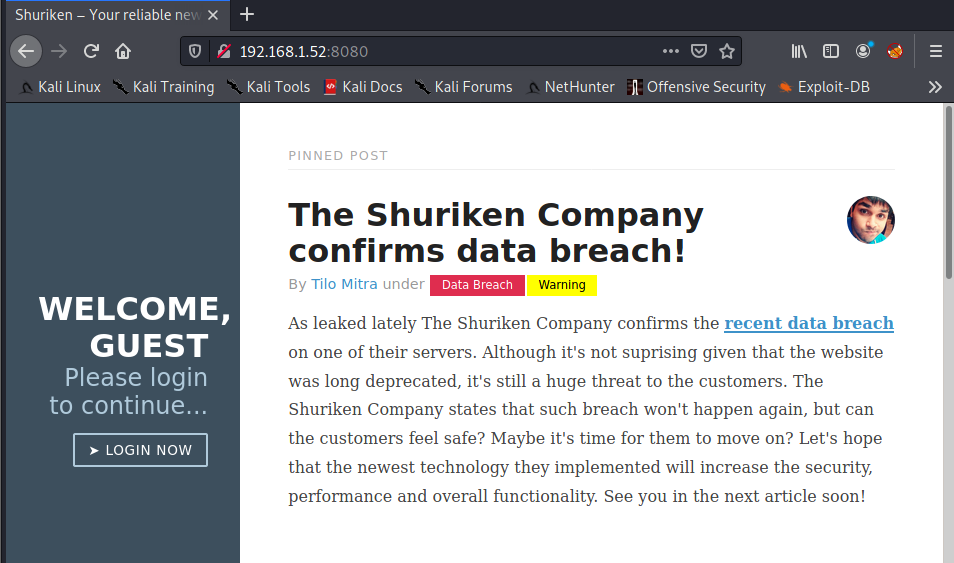 Shuriken – Your reliable new
192.168.1.52:8080
Kali Linux Kali Training Kali Tools Kali Docs Kali Forums NetHunter Offensive Security Exploit-DB
PINNED POST
The Shuriken Company
confirms data breach!
By Tilo Mitra under Data Breach Warning
WELCOME,
GUEST
Please login
to continue...
➤ LOGIN NOW
As leaked lately The Shuriken Company confirms the recent data breach
on one of their servers. Although it's not suprising given that the website
was long deprecated, it's still a huge threat to the customers. The
Shuriken Company states that such breach won't happen again, but can
the customers feel safe? Maybe it's time for them to move on? Let's hope
that the newest technology they implemented will increase the security,
performance and overall functionality. See you in the next article soon!